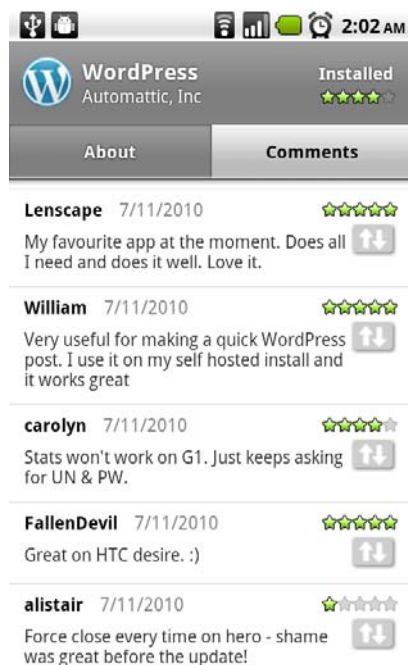 2:02 AM
WordPress
Installed
Automattic, Inc
About
Comments
Lenscape 7/11/2010
My favourite app at the moment. Does all
I need and does it well. Love it.
William 7/11/2010
Very useful for making a quick WordPress
post. I use it on my self hosted install and
it works great
carolyn 7/11/2010
Stats won't work on G1. Just keeps asking
for UN & PW.
FallenDevil 7/11/2010
Great on HTC desire. :)
alistair 7/11/2010
Force close every time on hero - shame
was great before the update!